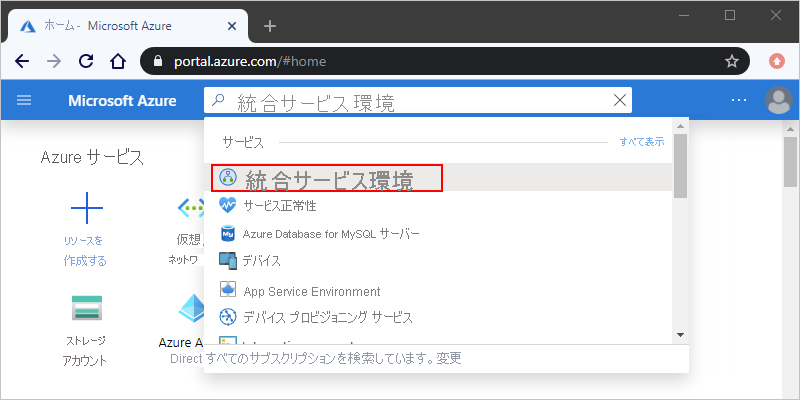 ホーム - Microsoft Azure
portal.azure.com/#home
Microsoft Azure
統合サービス環境
サービス
すべて表示
Azure サービス
統合サービス環境
サービス正常性
リソースを
作成する
仮想
ネットワ
Azure Database for MySQL サーバー
デバイス
App Service Environment
デバイス プロビジョニング サービス
ストレージ
アカウント
Azure A
Direct
すべてのサブスクリプションを検索しています。変更